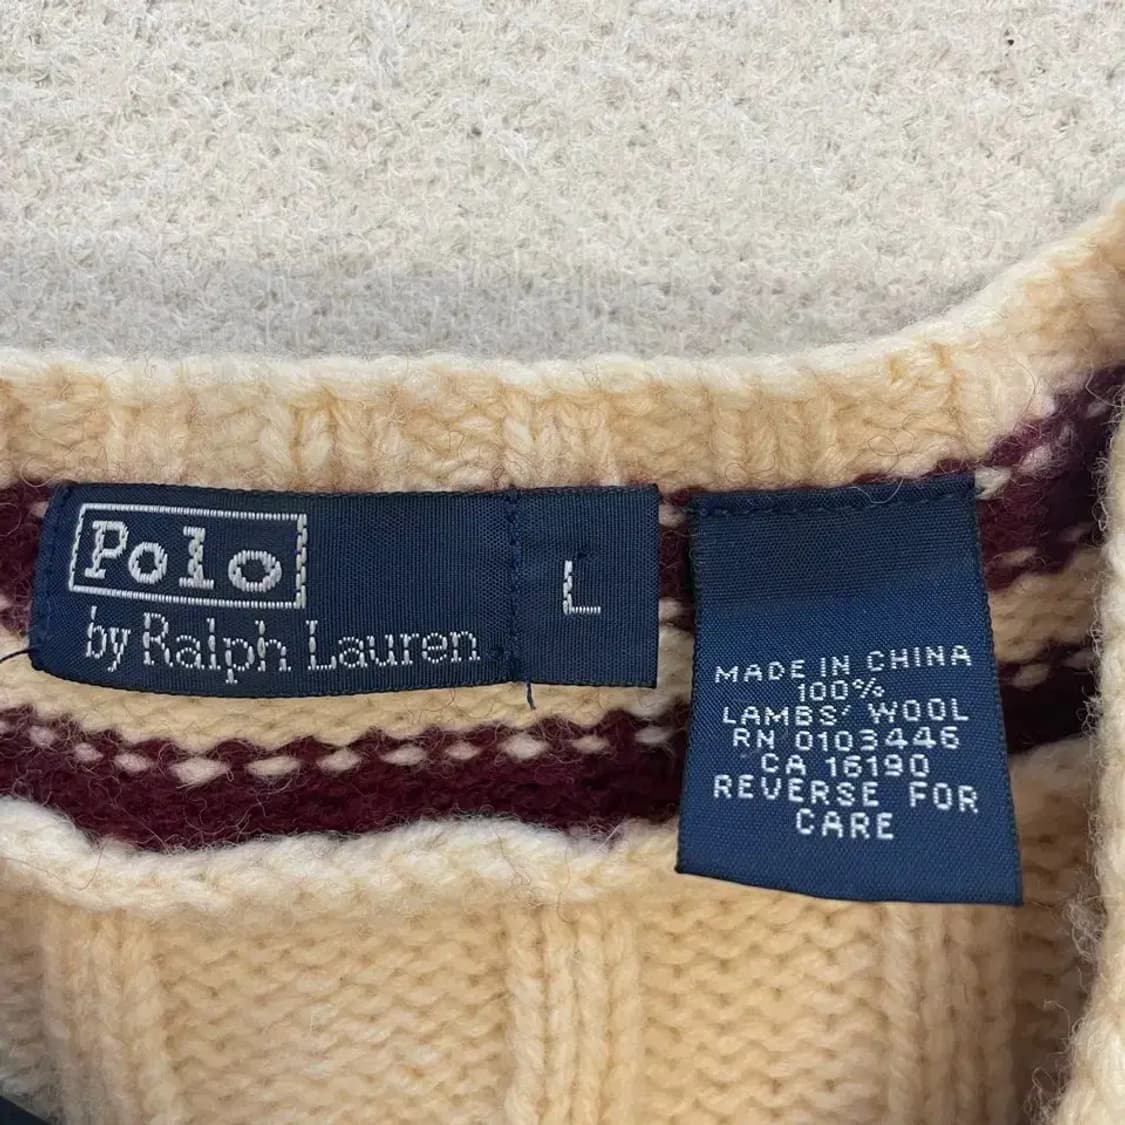 Polo
by Ralph Lauren
L
MADE IN CHINA
100%
LAMBS' WOOL
RN 0103446
CA 16190
REVERSE FOR
CARE